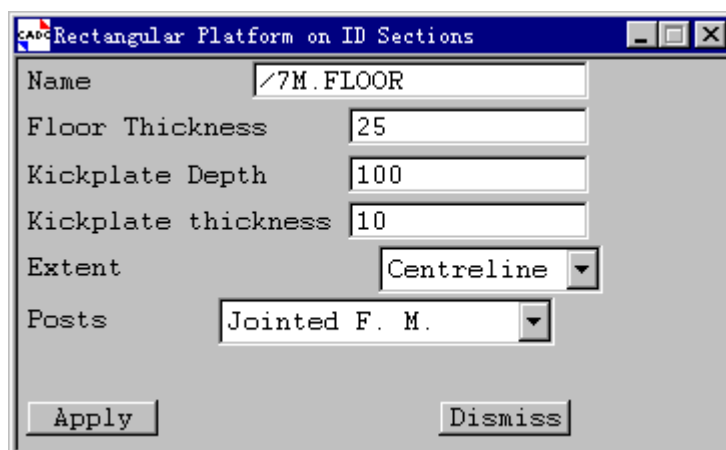 CADC Rectangular Platform on ID Sections
Name /7M.FLOOR
Floor Thickness 25
Kickplate Depth 100
Kickplate thickness 10
Extent Centreline
Posts Jointed F. M.
Apply Dismiss